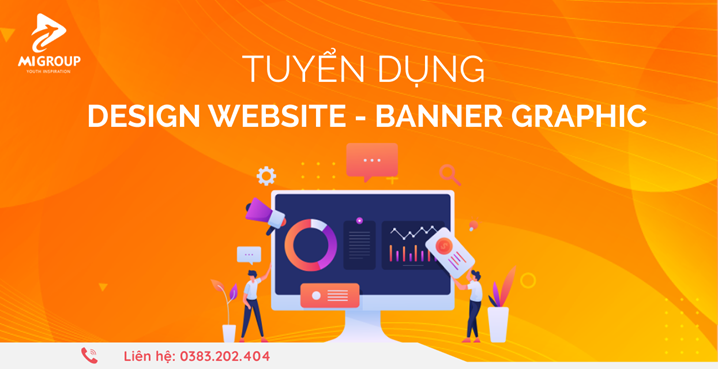 MIGROUP
YOUTH INSPIRATION
TUYỂN DỤNG
DESIGN WEBSITE - BANNER GRAPHIC
Liên hệ: 0383.202.404